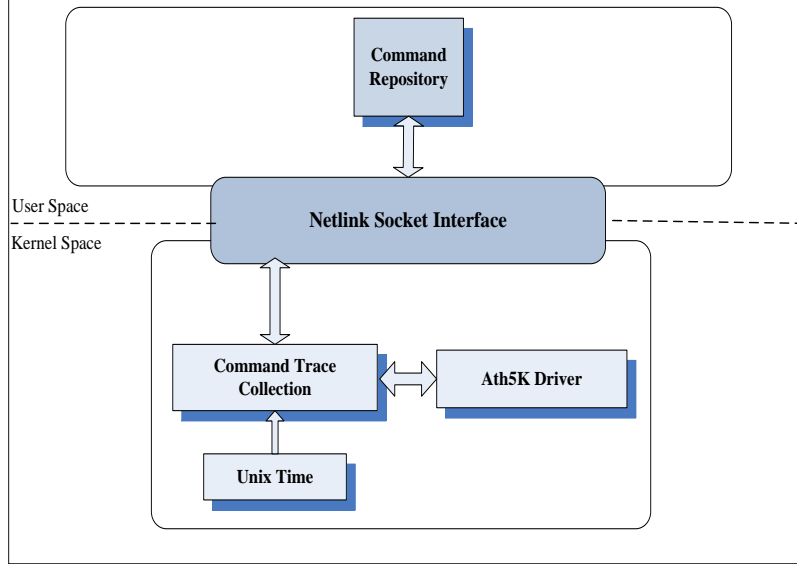 Command
Repository
User Space
Netlink Socket Interface
Kernel Space
Command Trace
Collection
Ath5K Driver
Unix Time